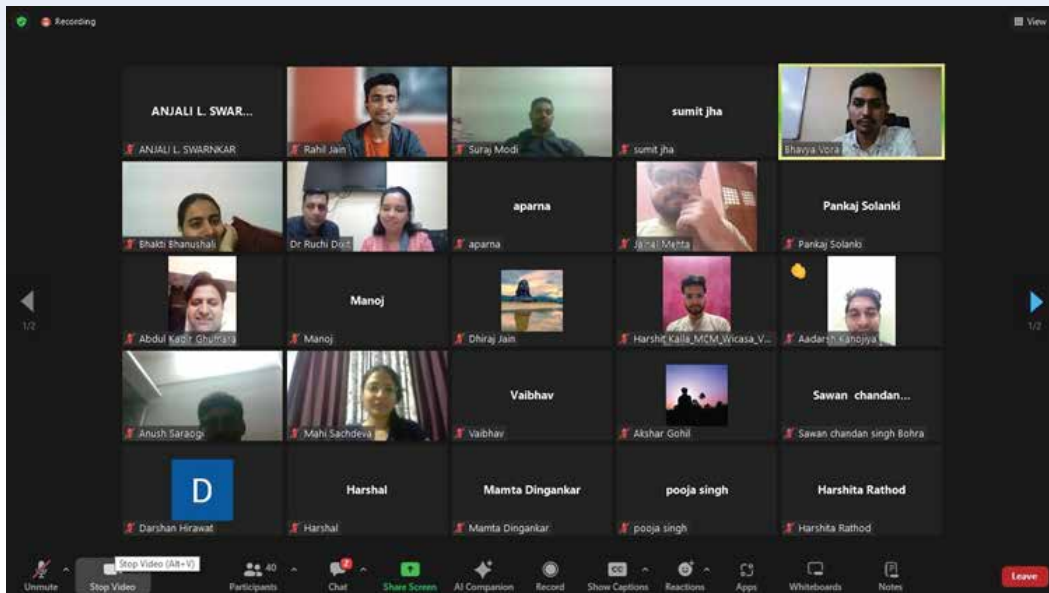 Recording
View
ANJALI L. SWAR...
ANJALI L. SWARNKAR
Rahil Jain
Suraj Modi
sumit jha
sumit jha
Bhavya Vora
Bhakti Bhanushali
Dr Ruchi Dixit
aparna
aparna
Jainel Mehta
Pankaj Solanki
Pankaj Solanki
1/2
1/2
Abdul Kabir Ghumara
Manoj
Manoj
Dhiraj Jain
Harshit Kalla_MCM_Wicasa_V...
Aadarsh Kanojiya
Anush Saraogi
Mahi Sachdeva
Vaibhav
Vaibhav
Akshar Gohil
Sawan chandan...
Sawan chandan singh Bohra
D
Darshan Hirawat
Harshal
Harshal
Mamta Dingankar
Mamta Dingankar
pooja singh
pooja singh
Harshita Rathod
Harshita Rathod
Stop Video (Alt+V)
40
2
CC
Unmute
Stop Video
Participants
Chat
Share Screen
AI Companion
Record
Show Captions
Reactions
Apps
Whiteboards
Notes
Leave